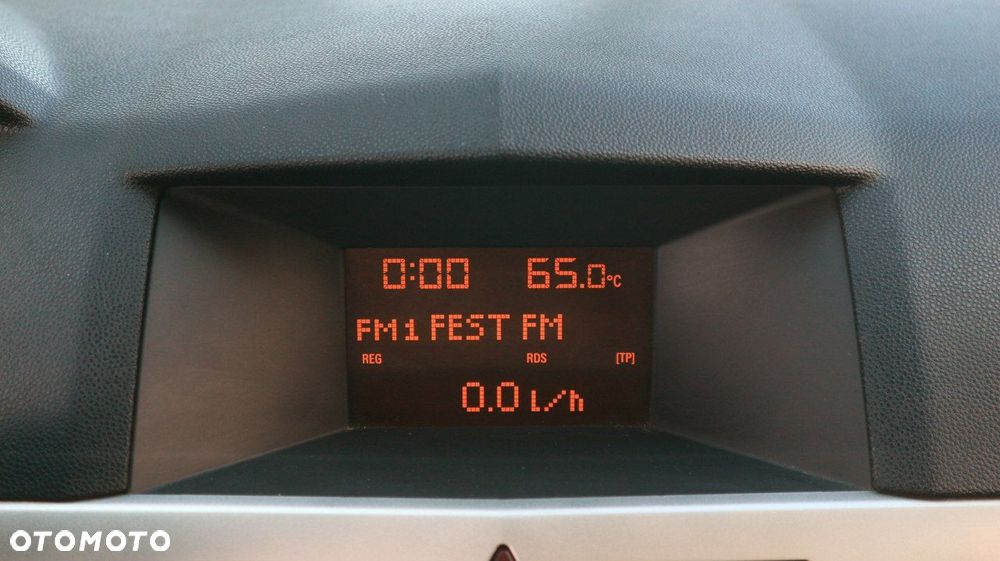 0:00 65.0°C
FM1 FEST FM
REG RDS [TP]
0.0 L/h
OTOMOTO